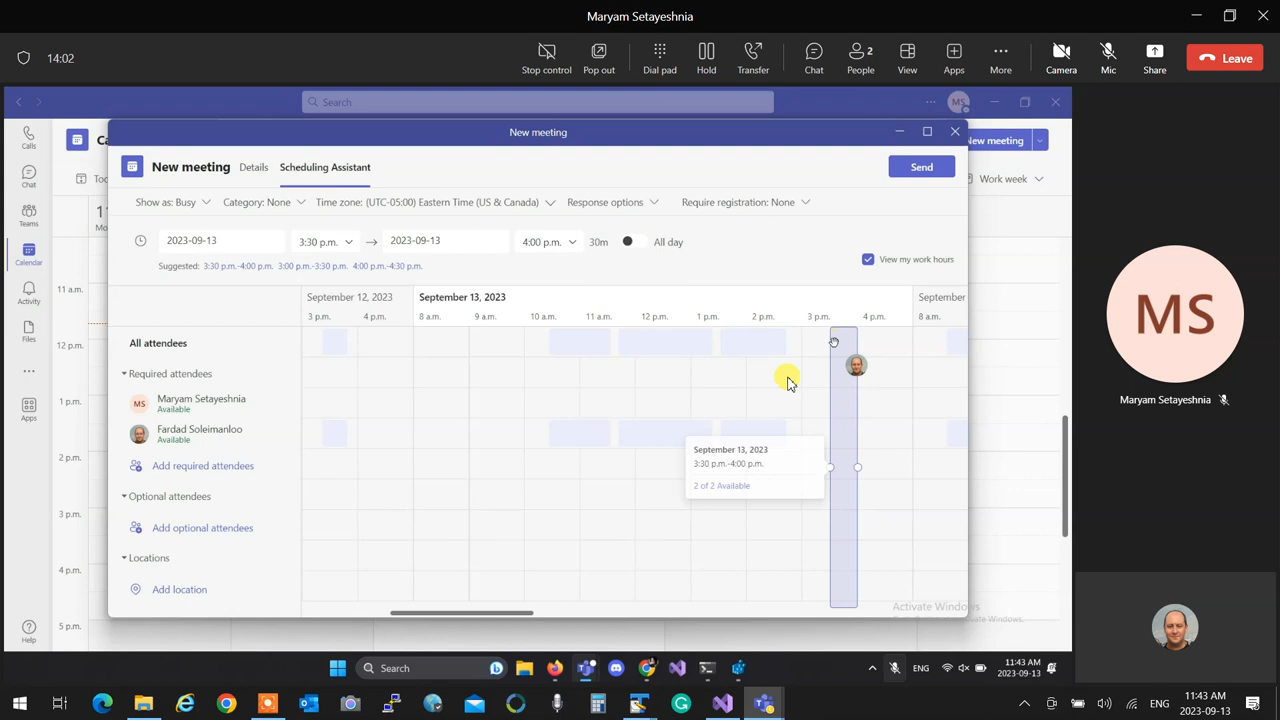 Maryam Setayeshnia
14:02
Stop control
Pop out
Dial pad
Hold
Transfer
Chat
2
People
View
Apps
More
Camera
Mic
Share
Leave
Search
MS
New meeting
Calls
Chat
Teams
Calendar
Activity
Files
Apps
Help
New meeting
Work week
11 a.m.
12 p.m.
1 p.m.
2 p.m.
3 p.m.
4 p.m.
5 p.m.
New meeting Details Scheduling Assistant
Send
Show as: Busy Category: None Time zone: (UTC-05:00) Eastern Time (US & Canada) Response options Require registration: None
2023-09-13 3:30 p.m. → 2023-09-13 4:00 p.m. 30m All day
Suggested: 3:30 p.m.-4:00 p.m. 3:00 p.m.-3:30 p.m. 4:00 p.m.-4:30 p.m.
View my work hours
September 12, 2023 September 13, 2023 September
3 p.m. 4 p.m. 8 a.m. 9 a.m. 10 a.m. 11 a.m. 12 p.m. 1 p.m. 2 p.m. 3 p.m. 4 p.m. 8 a.m.
All attendees
Required attendees
MS
Maryam Setayeshnia
Available
Fardad Soleimanloo
Available
Add required attendees
Optional attendees
Add optional attendees
Locations
Add location
September 13, 2023
3:30 p.m.-4:00 p.m.
2 of 2 Available
Activate Windows
MS
Maryam Setayeshnia
Search
ENG
11:43 AM
2023-09-13
ENG
11:43 AM
2023-09-13